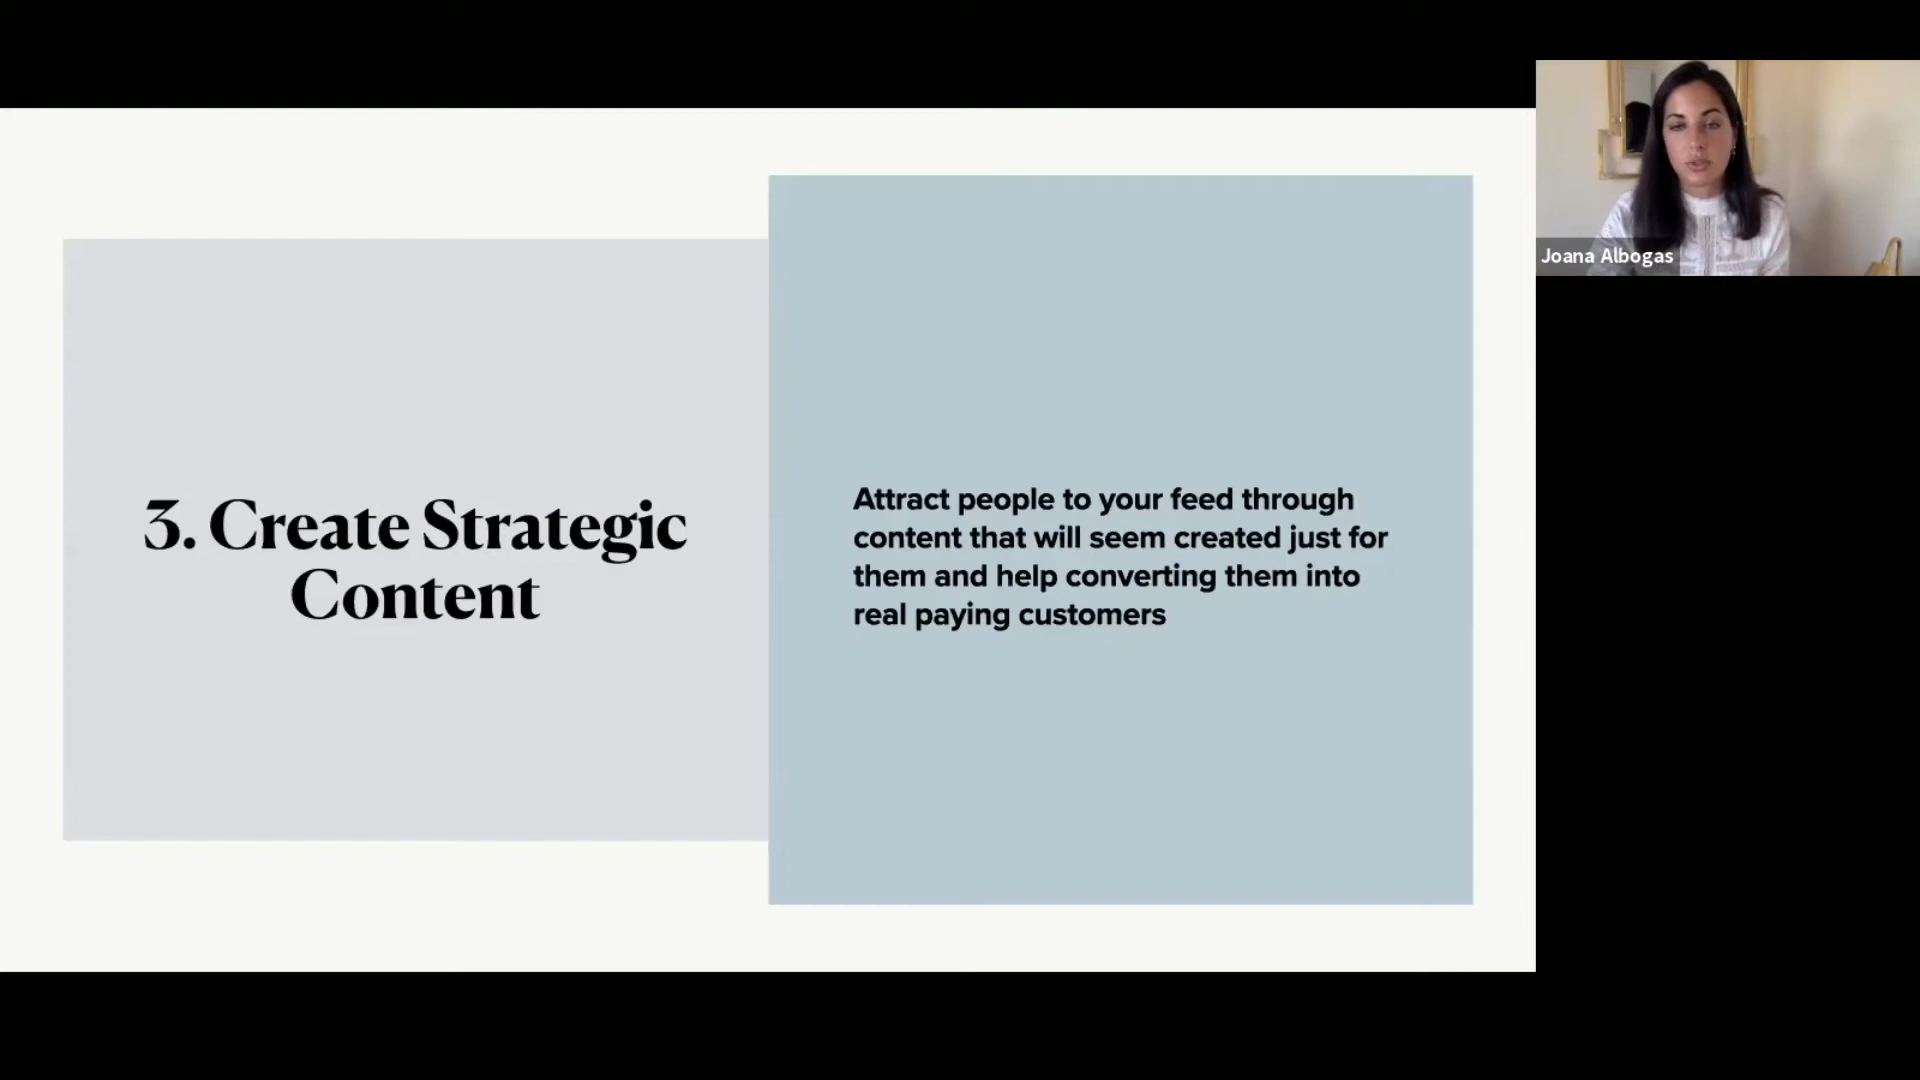 3. Create Strategic
Content
Attract people to your feed through
content that will seem created just for
them and help converting them into
real paying customers
Joana Albogas